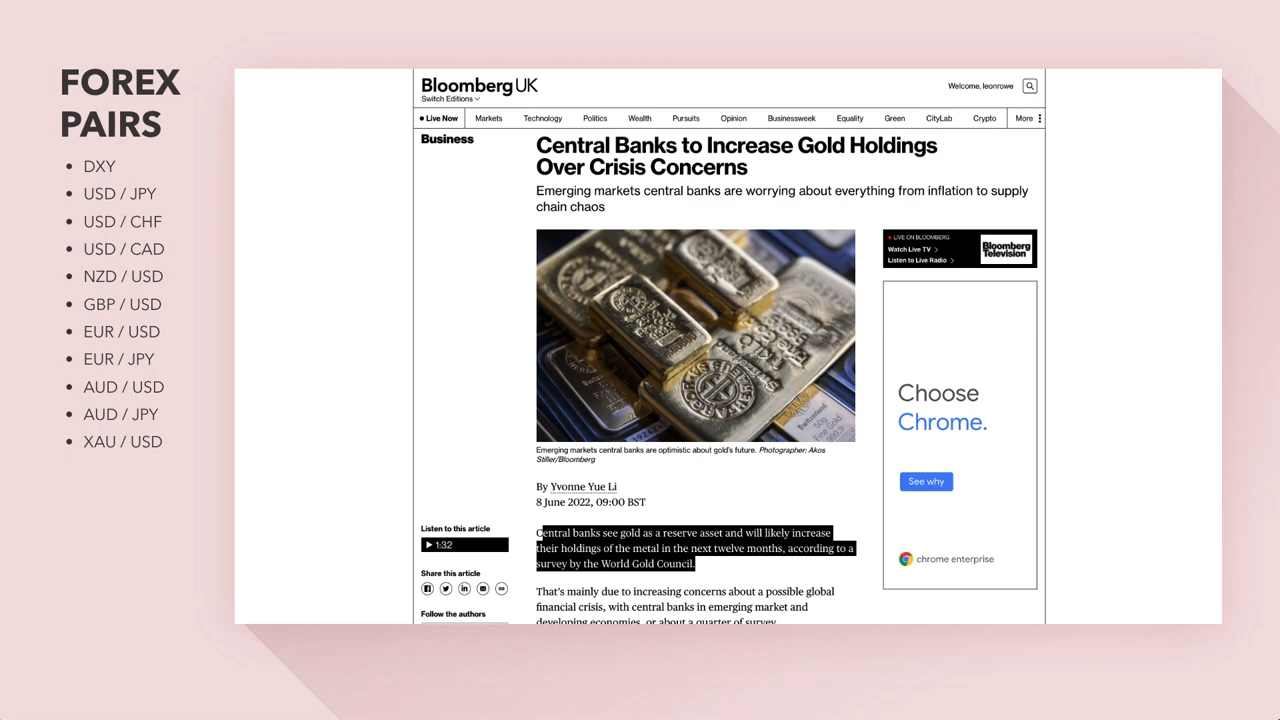 FOREX
PAIRS
• DXY
• USD / JPY
• USD / CHF
• USD / CAD
• NZD / USD
• GBP / USD
• EUR / USD
• EUR / JPY
• AUD / USD
• AUD / JPY
• XAU / USD
Bloomberg UK
Switch Editions
Welcome, leonrowe
Live Now Markets Technology Politics Wealth Pursuits Opinion Businessweek Equality Green CityLab Crypto More
Business
Central Banks to Increase Gold Holdings
Over Crisis Concerns
Emerging markets central banks are worrying about everything from inflation to supply
chain chaos
Emerging markets central banks are optimistic about gold's future. Photographer: Akos
Stiller/Bloomberg
By Yvonne Yue Li
8 June 2022, 09:00 BST
Listen to this article
1:32
Share this article
Follow the authors
Central banks see gold as a reserve asset and will likely increase
their holdings of the metal in the next twelve months, according to a
survey by the World Gold Council.
That's mainly due to increasing concerns about a possible global
financial crisis, with central banks in emerging market and
developing economies, or about a quarter of survey
LIVE ON BLOOMBERG
Watch Live TV
Listen to Live Radio
Bloomberg
Television
Choose
Chrome.
See why
chrome enterprise